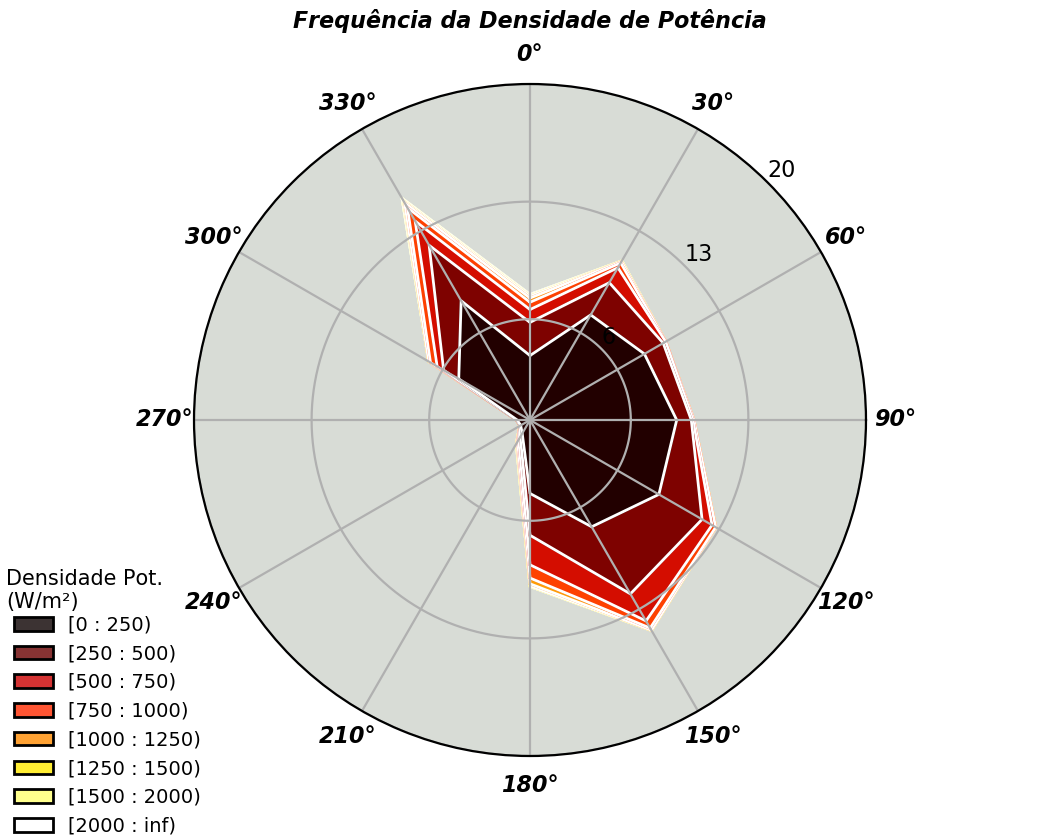 Frequência da Densidade de Potência
0°
330°
30°
20
300°
60°
13
6
270°
90°
240°
120°
210°
150°
180°
Densidade Pot.
(W/m²)
[0 : 250)
[250 : 500)
[500 : 750)
[750 : 1000)
[1000 : 1250)
[1250 : 1500)
[1500 : 2000)
[2000 : inf)